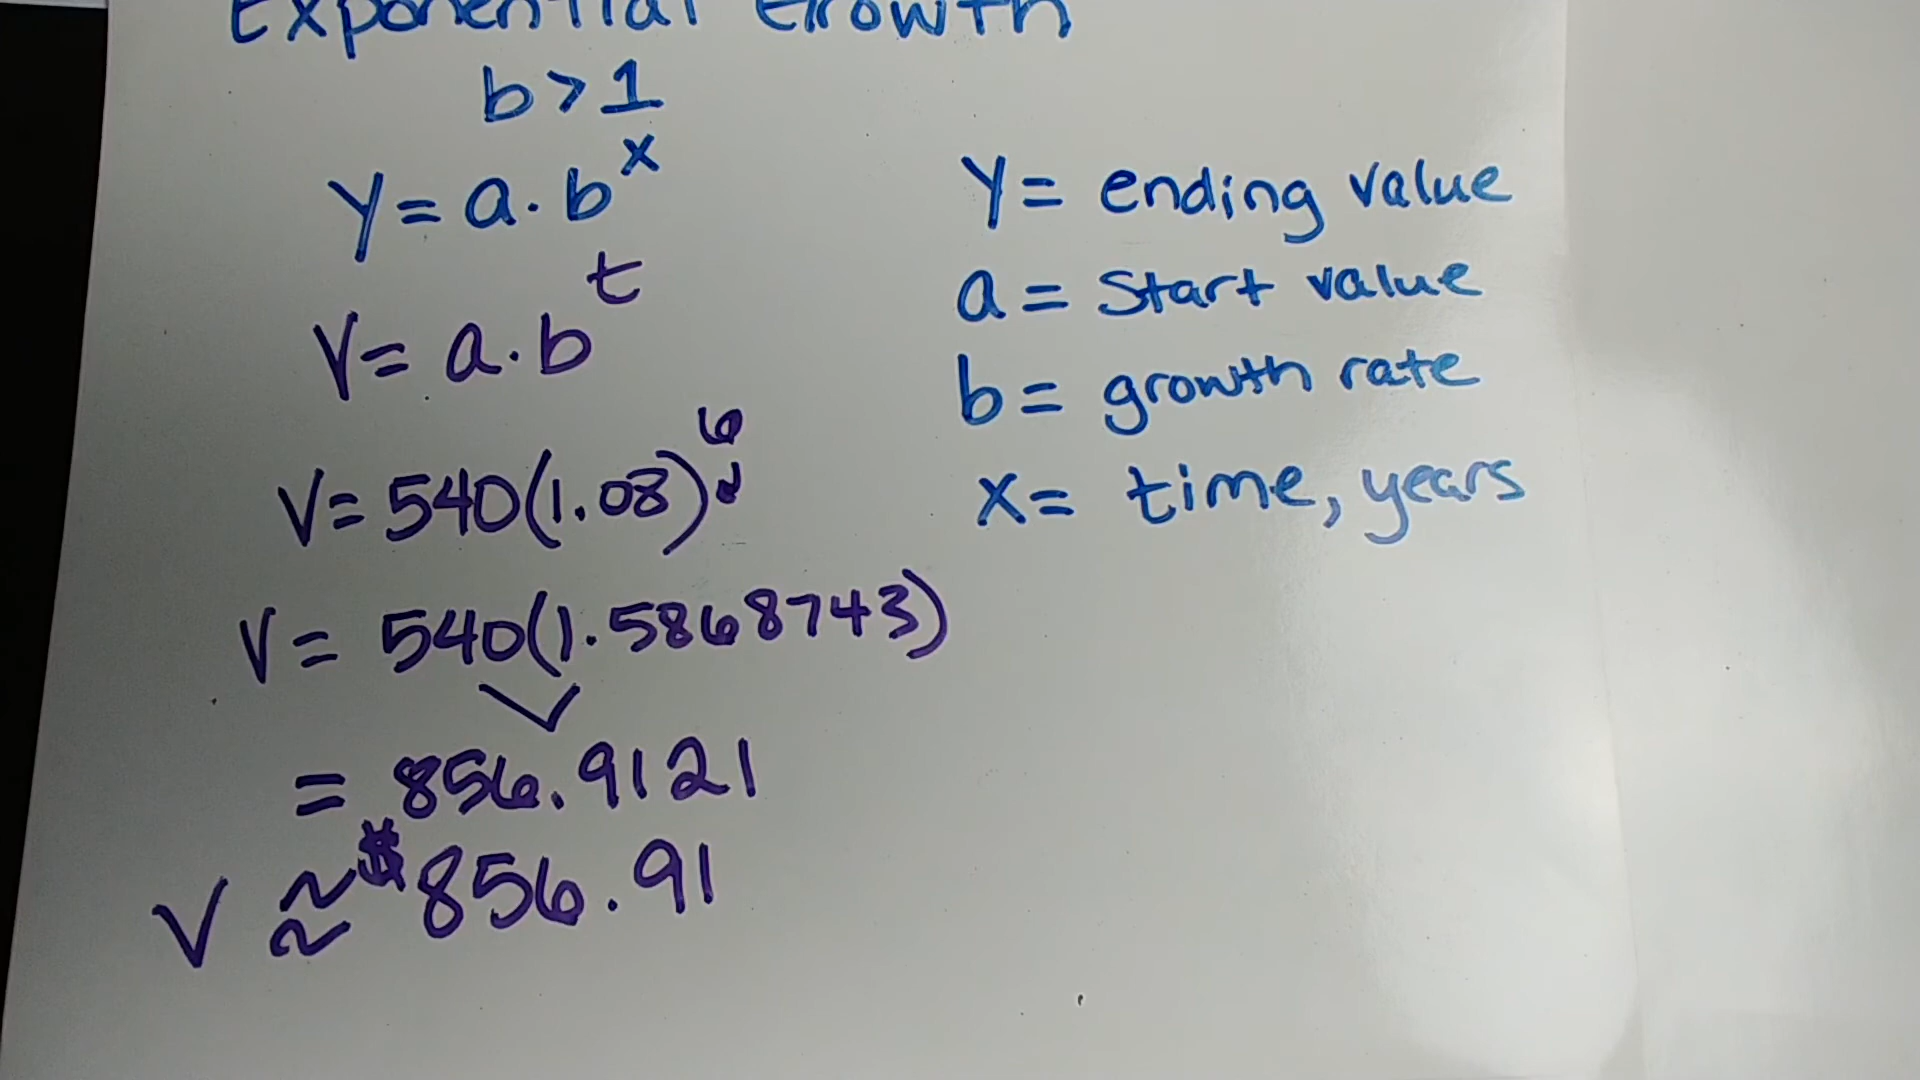 Exponential Growth
b>1
y = a · b^x
V = a · b^t
V = 540(1.08)^6
V = 540(1.5868743)
= 856.9121
V ≈ $856.91
Y = ending value
a = Start value
b = growth rate
x = time, years